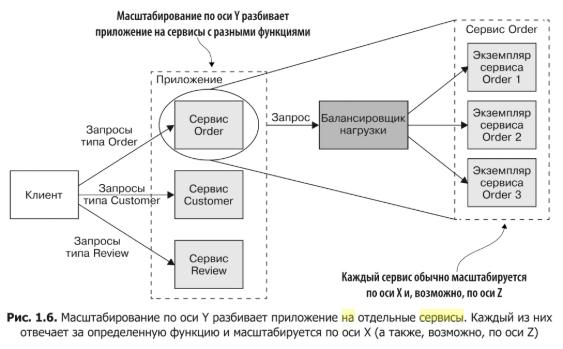 Масштабирование по оси Y разбивает
приложение на сервисы с разными функциями
Сервис Order
Приложение
Экземпляр
сервиса
Order 1
Запросы
типа Order
Сервис
Order
Запрос
Балансировщик
нагрузки
Экземпляр
сервиса
Order 2
Клиент
Запросы
типа Customer
Сервис
Customer
Экземпляр
сервиса
Order 3
Запросы
типа Review
Сервис
Review
Каждый сервис обычно масштабируется
по оси X и, возможно, по оси Z
Рис. 1.6. Масштабирование по оси Y разбивает приложение на отдельные сервисы. Каждый из них
отвечает за определенную функцию и масштабируется по оси X (а также, возможно, по оси Z)